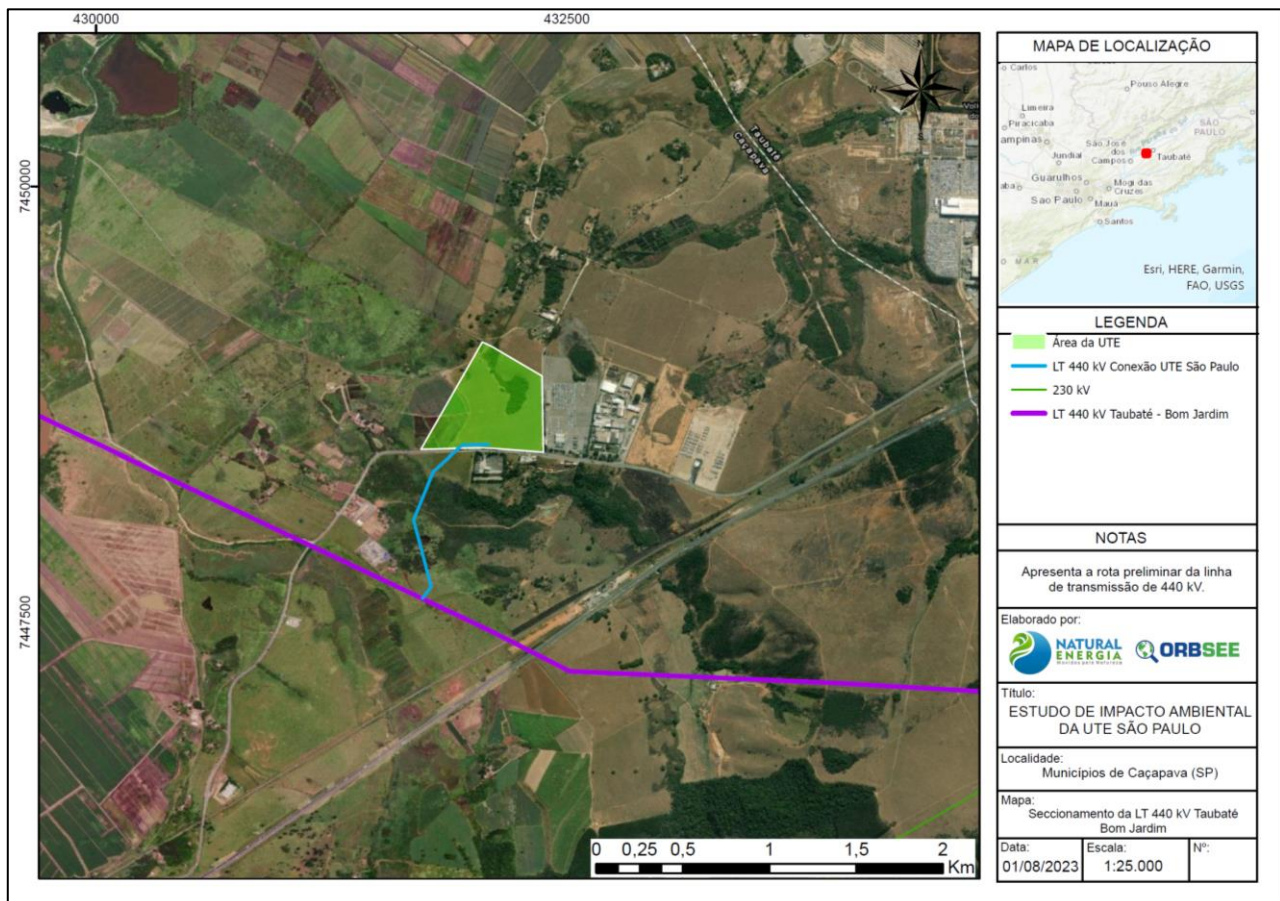 430000
432500
7450000
7447500
Taubaté
Caçapava
N
W
E
S
0 0,25 0,5 1 1,5 2
Km
MAPA DE LOCALIZAÇÃO
Carlos
Pouso Alegre
Limeira
Piracicaba
ampinas
SÃO
PAULO
São José
dos
Campos
Taubaté
Jundiaí
Guarulhos
aba
Mogi das
Cruzes
Sao Paulo
Mauá
Santos
MAR
Esri, HERE, Garmin,
FAO, USGS
LEGENDA
Área da UTE
LT 440 kV Conexão UTE São Paulo
230 kV
LT 440 kV Taubaté - Bom Jardim
NOTAS
Apresenta a rota preliminar da linha
de transmissão de 440 kV.
Elaborado por:
NATURAL
ENERGIA
Movidos pela Natureza
ORBSEE
Título:
ESTUDO DE IMPACTO AMBIENTAL
DA UTE SÃO PAULO
Localidade:
Municípios de Caçapava (SP)
Mapa:
Seccionamento da LT 440 kV Taubaté
Bom Jardim
Data:
01/08/2023
Escala:
1:25.000
Nº: